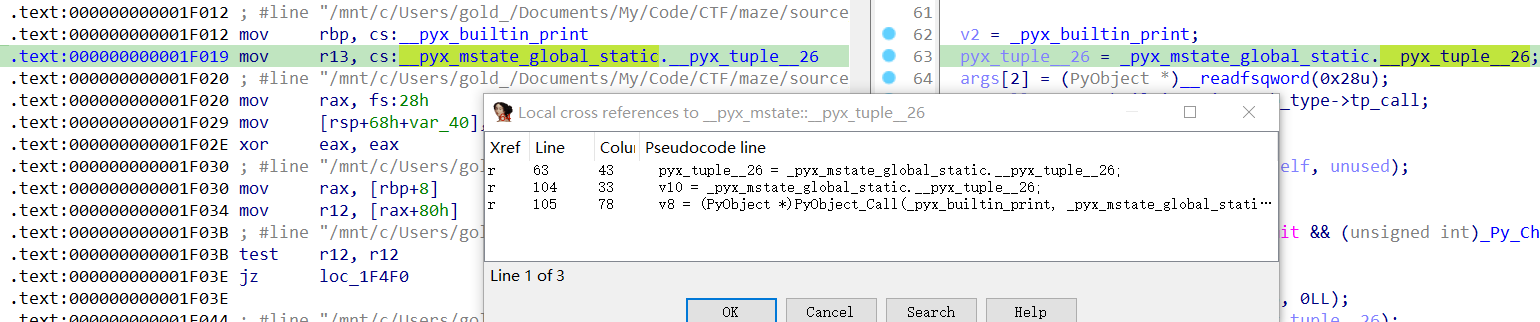 .text:000000000001F012 ; #line "/mnt/c/Users/gold_/Documents/My/Code/CTF/maze/source
.text:000000000001F012 mov rbp, cs:__pyx_builtin_print
.text:000000000001F019 mov r13, cs:__pyx_mstate_global_static.__pyx_tuple__26
.text:000000000001F020 ; #line "/mnt/c/Users/gold_/Documents/My/Code/CTF/maze/source
.text:000000000001F020 mov rax, fs:28h
.text:000000000001F029 mov [rsp+68h+var_40],
.text:000000000001F02E xor eax, eax
.text:000000000001F030 ; #line "/mnt/c/Users/gol
.text:000000000001F030 mov rax, [rbp+8]
.text:000000000001F034 mov r12, [rax+80h]
.text:000000000001F03B ; #line "/mnt/c/Users/gol
.text:000000000001F03B test r12, r12
.text:000000000001F03E jz loc_1F4F0
.text:000000000001F03E
.text:000000000001F044 ; #line "/mnt/c/Users/gol
61
62 v2 = _pyx_builtin_print;
63 pyx_tuple__26 = _pyx_mstate_global_static.__pyx_tuple__26;
64 args[2] = (PyObject *)__readfsqword(0x28u);
_type->tp_call;
elf, unused);
it && (unsigned int)_Py_Ch
, 0LL);
Local cross references to __pyx_mstate::__pyx_tuple__26
Xref Line Colu Pseudocode line
r 63 43 pyx_tuple__26 = _pyx_mstate_global_static.__pyx_tuple__26;
r 104 33 v10 = _pyx_mstate_global_static.__pyx_tuple__26;
r 105 78 v8 = (PyObject *)PyObject_Call(_pyx_builtin_print, _pyx_mstate_global_stati…
Line 1 of 3
OK Cancel Search Help